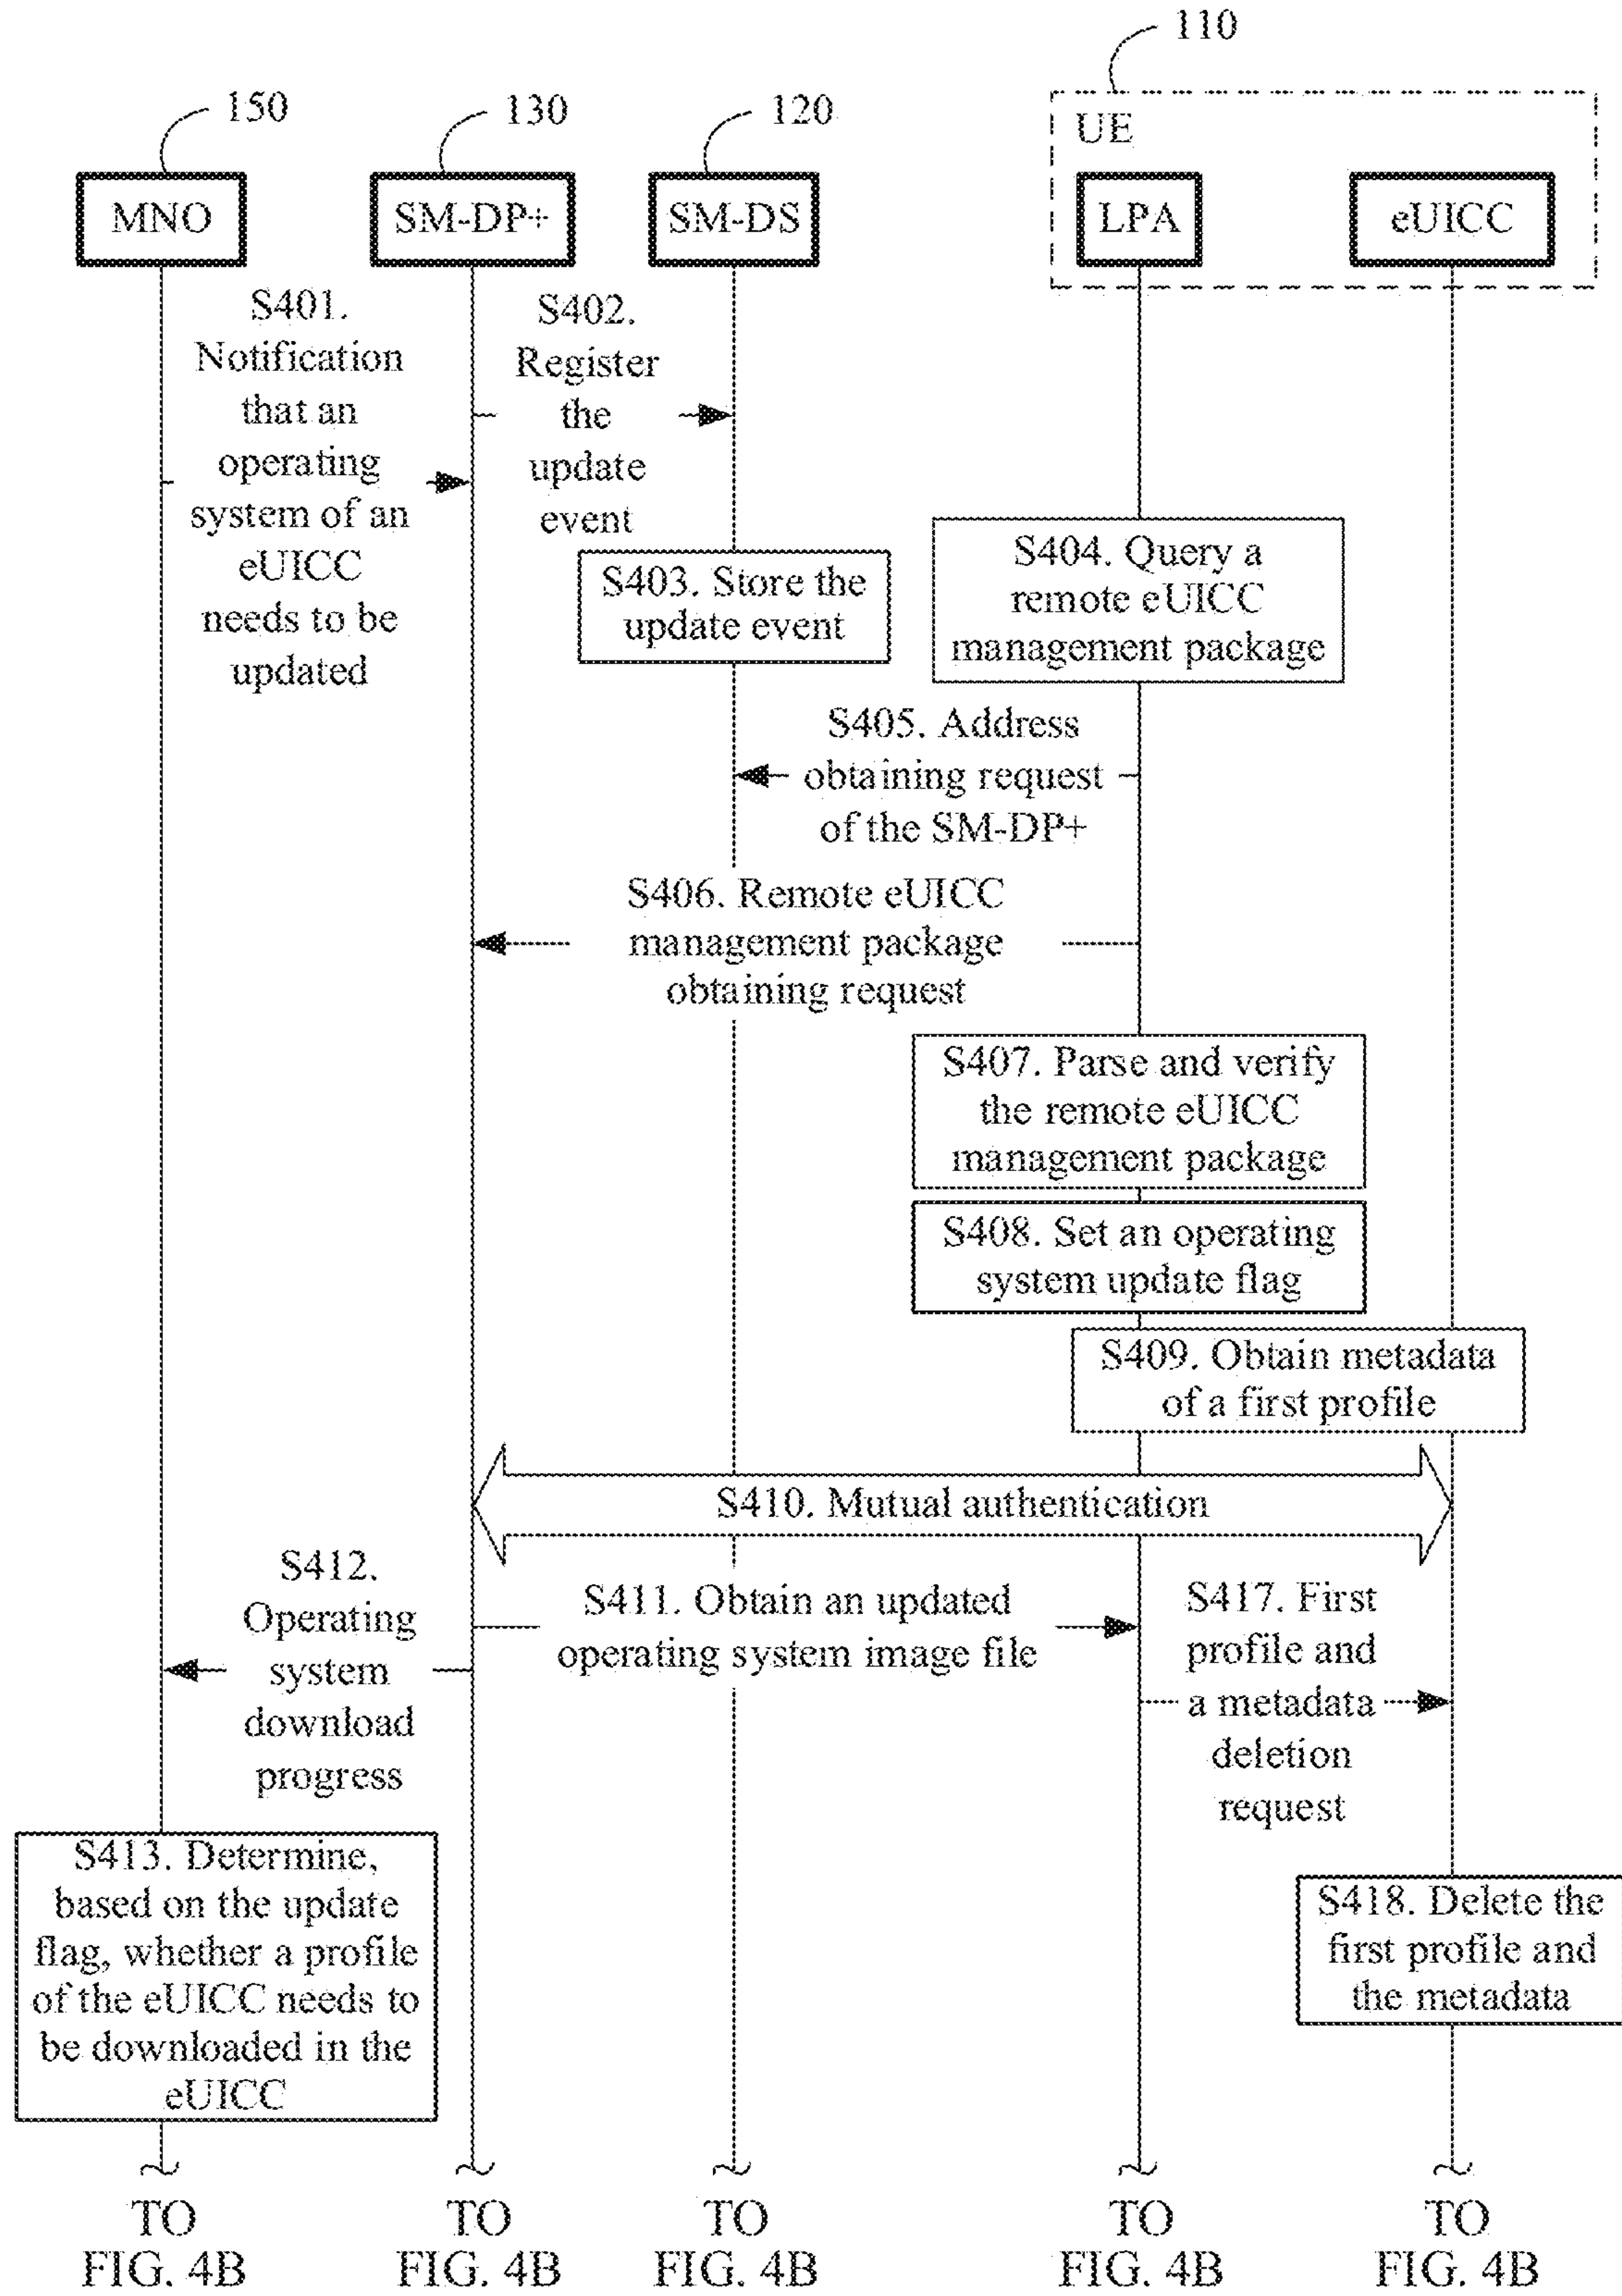 110
150
130
120
UE
MNO
SM-DP+
SM-DS
LPA
eUICC
S401.
Notification
that an
operating
system of an
eUICC
needs to be
updated
S402.
Register
the
update
event
S403. Store the
update event
S404. Query a
remote eUICC
management package
S405. Address
obtaining request
of the SM-DP+
S406. Remote eUICC
management package
obtaining request
S407. Parse and verify
the remote eUICC
management package
S408. Set an operating
system update flag
S409. Obtain metadata
of a first profile
S410. Mutual authentication
S412.
Operating
system
download
progress
S411. Obtain an updated
operating system image file
S417. First
profile and
a metadata
deletion
request
S413. Determine,
based on the update
flag, whether a profile
of the eUICC needs to
be downloaded in the
eUICC
S418. Delete the
first profile and
the metadata
TO
FIG. 4B
TO
FIG. 4B
TO
FIG. 4B
TO
FIG. 4B
TO
FIG. 4B